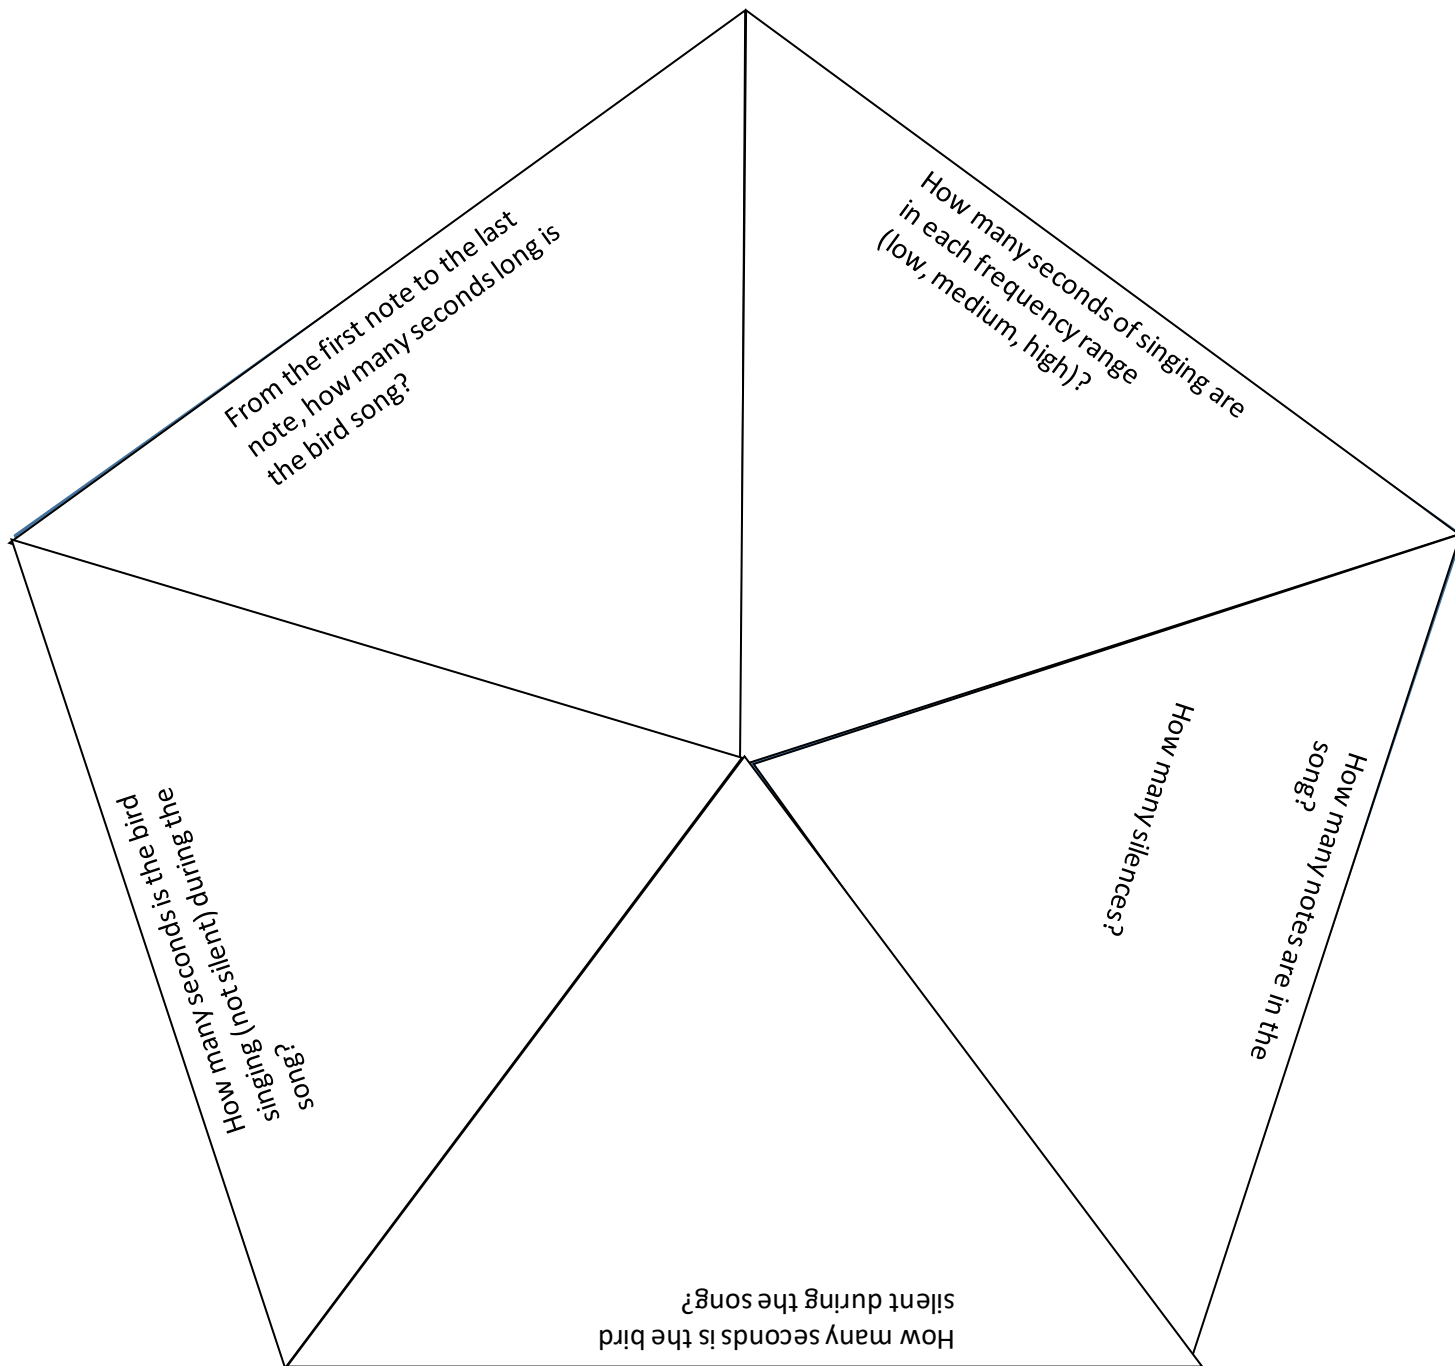 From the first note to the last
note, how many seconds long is
the bird song?
How many seconds of singing are
in each frequency range
(low, medium, high)?
How many notes are in the
song?
How many silences?
How many seconds is the bird
silent during the song?
How many seconds is the bird
singing (not silent) during the
song?